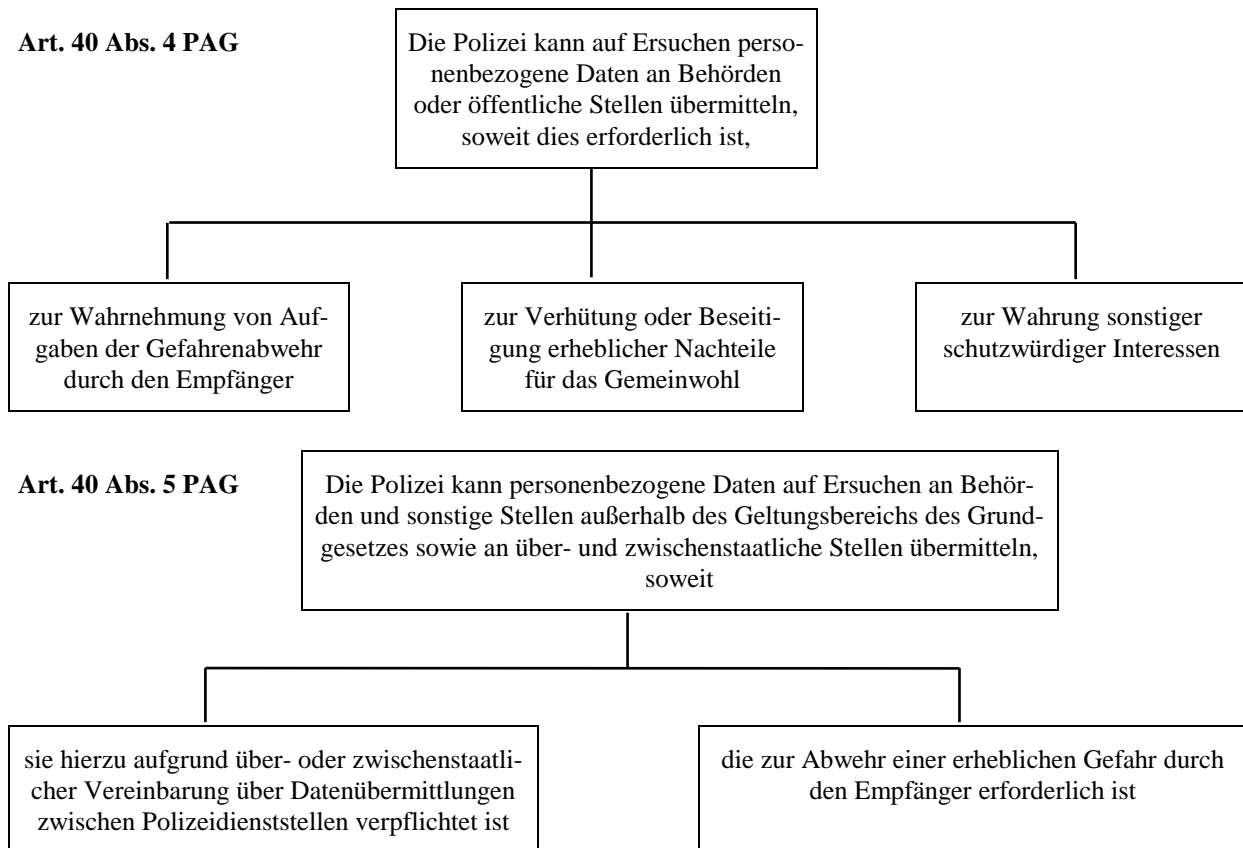 Art. 40 Abs. 4 PAG
Die Polizei kann auf Ersuchen perso-
nenbezogene Daten an Behörden
oder öffentliche Stellen übermitteln,
soweit dies erforderlich ist,
zur Wahrnehmung von Auf-
gaben der Gefahrenabwehr
durch den Empfänger
zur Verhütung oder Beseiti-
gung erheblicher Nachteile
für das Gemeinwohl
zur Wahrung sonstiger
schutzwürdiger Interessen
Art. 40 Abs. 5 PAG
Die Polizei kann personenbezogene Daten auf Ersuchen an Behör-
den und sonstige Stellen außerhalb des Geltungsbereichs des Grund-
gesetzes sowie an über- und zwischenstaatliche Stellen übermitteln,
soweit
sie hierzu aufgrund über- oder zwischenstaatli-
cher Vereinbarung über Datenübermittlungen
zwischen Polizeidienststellen verpflichtet ist
die zur Abwehr einer erheblichen Gefahr durch
den Empfänger erforderlich ist